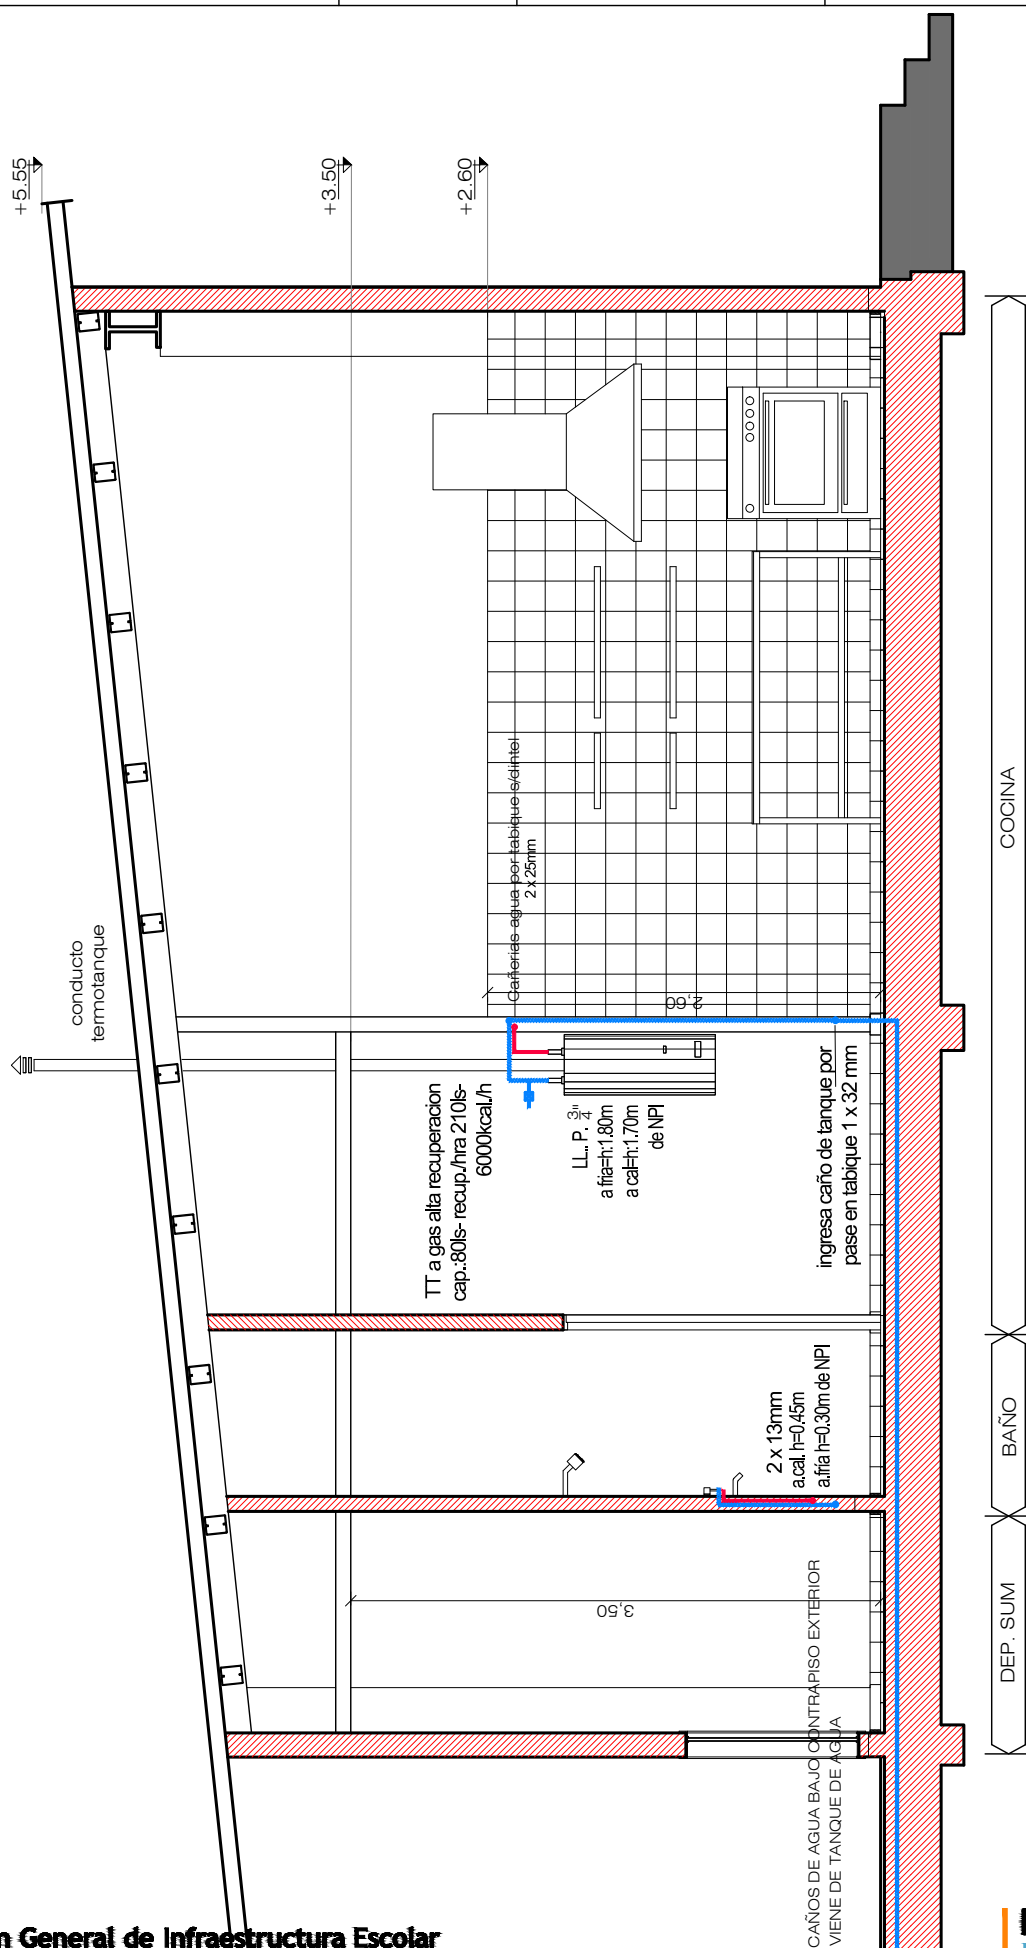 +5.55
+3.50
+2.60
conducto
termotanque
Cañerias agua por tabique s/dintel
2 x 25mm
2,60
TT a gas alta recuperacion
cap.:80ls- recup./hra 210ls-
6000kcal./h
LL. P. 3"/4
a fria=h:1.80m
a cal=h:1.70m
de NPI
ingresa caño de tanque por
pase en tabique 1 x 32 mm
2 x 13mm
a.cal. h=0.45m
a.fría h=0.30m de NPI
3,50
CAÑOS DE AGUA BAJO CONTRAPISO EXTERIOR
VIENE DE TANQUE DE AGUA
COCINA
BAÑO
DEP. SUM
General de Infraestructura Escolar